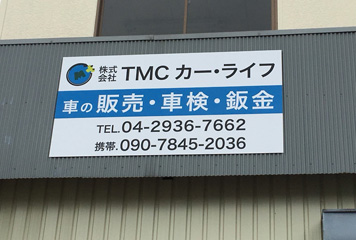 株式会社 TMC カー・ライフ
車の 販売・車検・鈑金
TEL.04-2936-7662
携帯.090-7845-2036